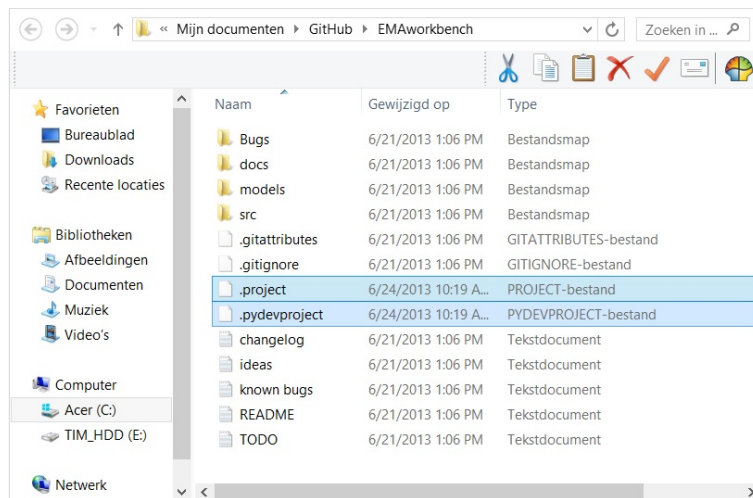 « Mijn documenten ▸ GitHub ▸ EMAworkbench
Zoeken in ...
Favorieten
Bureaublad
Downloads
Recente locaties
Bibliotheken
Afbeeldingen
Documenten
Muziek
Video's
Computer
Acer (C:)
TIM_HDD (E:)
Netwerk
Naam Gewijzigd op Type
Bugs 6/21/2013 1:06 PM Bestandsmap
docs 6/21/2013 1:06 PM Bestandsmap
models 6/21/2013 1:06 PM Bestandsmap
src 6/21/2013 1:06 PM Bestandsmap
.gitattributes 6/21/2013 1:06 PM GITATTRIBUTES-bestand
.gitignore 6/21/2013 1:06 PM GITIGNORE-bestand
.project 6/24/2013 10:19 A... PROJECT-bestand
.pydevproject 6/24/2013 10:19 A... PYDEVPROJECT-bestand
changelog 6/21/2013 1:06 PM Tekstdocument
ideas 6/21/2013 1:06 PM Tekstdocument
known bugs 6/21/2013 1:06 PM Tekstdocument
README 6/21/2013 1:06 PM Tekstdocument
TODO 6/21/2013 1:06 PM Tekstdocument